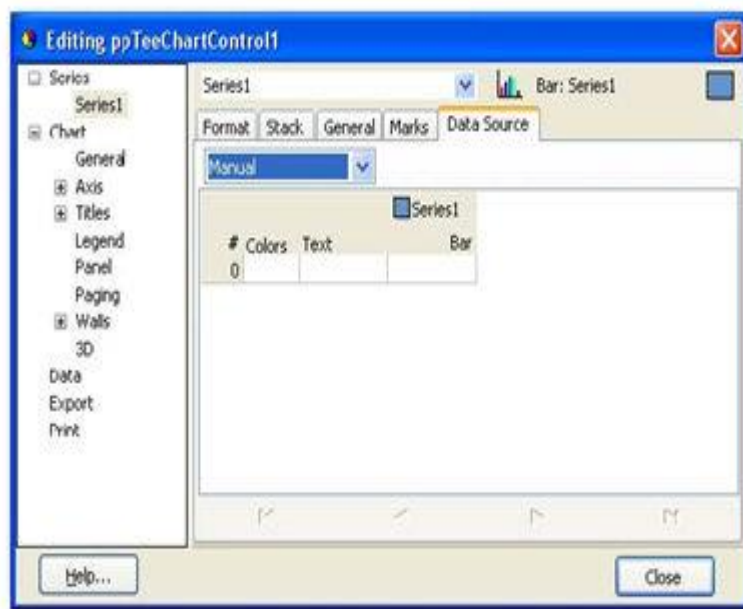 Editing ppTeeChartControl1
Series
Series1
Chart
General
Axis
Titles
Legend
Panel
Paging
Walls
3D
Data
Export
Print
Series1
Bar: Series1
Format Stack General Marks Data Source
Manual
Series1
# Colors Text Bar
0
Help...
Close